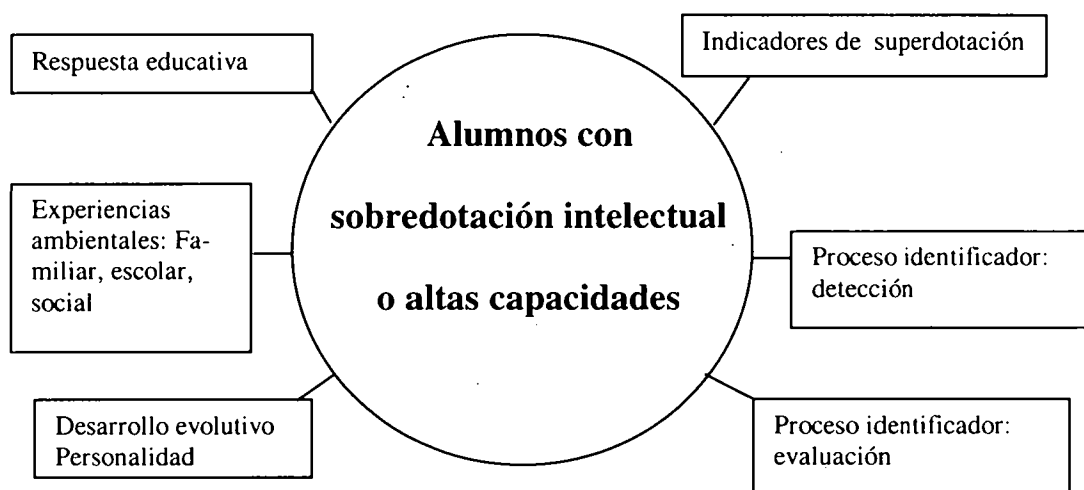 Respuesta educativa
Indicadores de superdotación
Alumnos con
sobredotación intelectual
o altas capacidades
Experiencias
ambientales: Fa-
miliar, escolar,
social
Proceso identificador:
detección
Desarrollo evolutivo
Personalidad
Proceso identificador:
evaluación